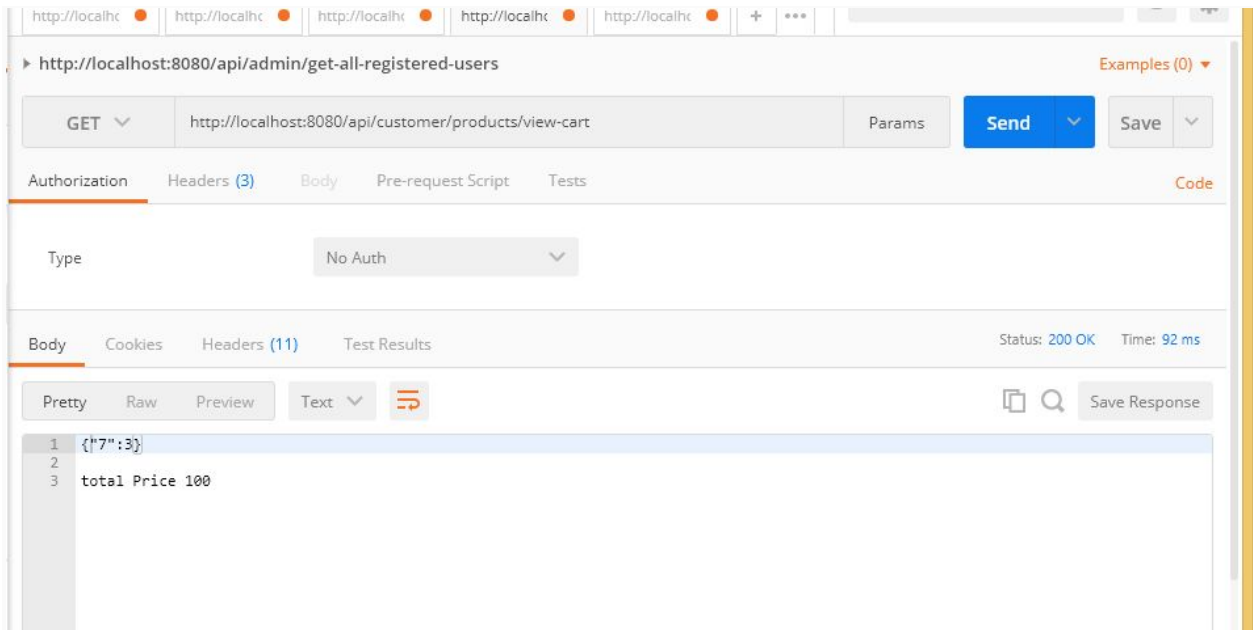 http://localhc http://localhc http://localhc http://localhc http://localhc + •••
http://localhost:8080/api/admin/get-all-registered-users Examples (0)
GET http://localhost:8080/api/customer/products/view-cart Params Send Save
Authorization Headers (3) Body Pre-request Script Tests Code
Type No Auth
Body Cookies Headers (11) Test Results Status: 200 OK Time: 92 ms
Pretty Raw Preview Text Save Response
1 {"7":3}
2
3 total Price 100